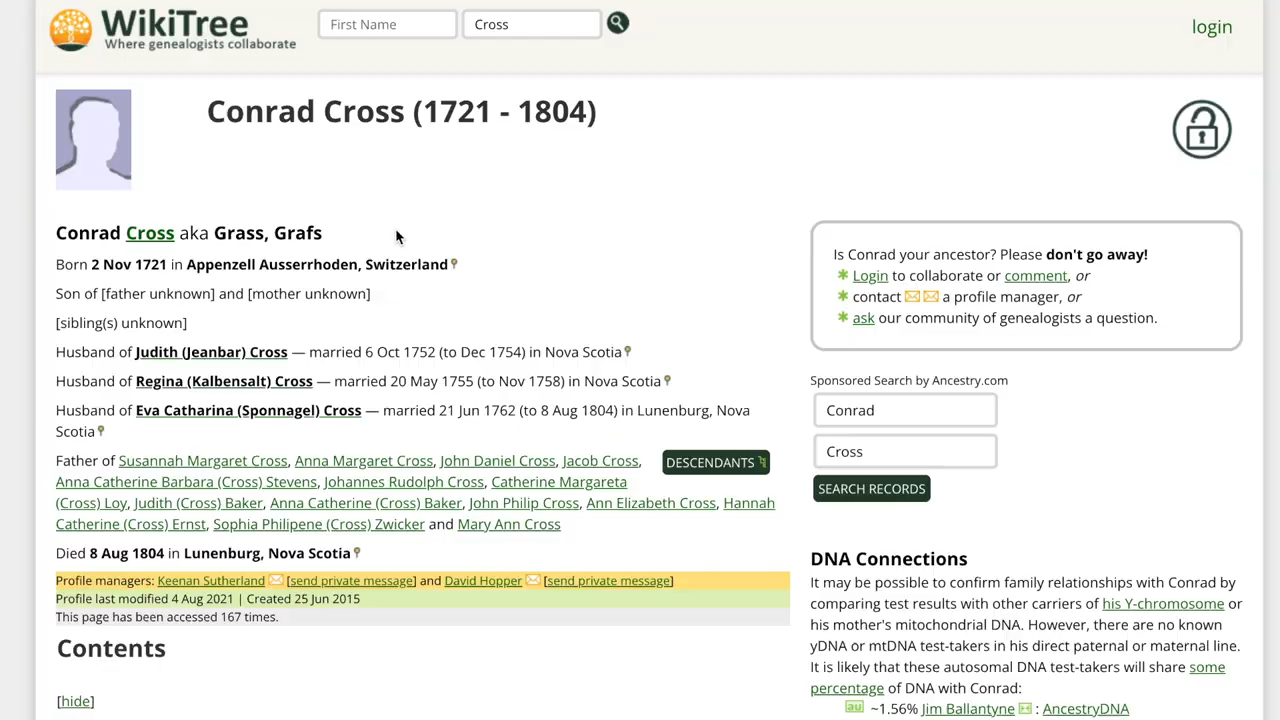 WikiTree
Where genealogists collaborate
First Name
Cross
login
Conrad Cross (1721 - 1804)
Conrad Cross aka Grass, Grafs
Born 2 Nov 1721 in Appenzell Ausserrhoden, Switzerland
Son of [father unknown] and [mother unknown]
[sibling(s) unknown]
Husband of Judith (Jeanbar) Cross — married 6 Oct 1752 (to Dec 1754) in Nova Scotia
Husband of Regina (Kalbensalt) Cross — married 20 May 1755 (to Nov 1758) in Nova Scotia
Husband of Eva Catharina (Sponnagel) Cross — married 21 Jun 1762 (to 8 Aug 1804) in Lunenburg, Nova
Scotia
Father of Susannah Margaret Cross, Anna Margaret Cross, John Daniel Cross, Jacob Cross,
DESCENDANTS
Anna Catherine Barbara (Cross) Stevens, Johannes Rudolph Cross, Catherine Margareta
(Cross) Loy, Judith (Cross) Baker, Anna Catherine (Cross) Baker, John Philip Cross, Ann Elizabeth Cross, Hannah
Catherine (Cross) Ernst, Sophia Philipene (Cross) Zwicker and Mary Ann Cross
Died 8 Aug 1804 in Lunenburg, Nova Scotia
Profile managers: Keenan Sutherland [send private message] and David Hopper [send private message]
Profile last modified 4 Aug 2021 | Created 25 Jun 2015
This page has been accessed 167 times.
Contents
[hide]
Is Conrad your ancestor? Please don't go away!
Login to collaborate or comment, or
contact a profile manager, or
ask our community of genealogists a question.
Sponsored Search by Ancestry.com
Conrad
Cross
SEARCH RECORDS
DNA Connections
It may be possible to confirm family relationships with Conrad by
comparing test results with other carriers of his Y-chromosome or
his mother's mitochondrial DNA. However, there are no known
yDNA or mtDNA test-takers in his direct paternal or maternal line.
It is likely that these autosomal DNA test-takers will share some
percentage of DNA with Conrad:
au ~1.56% Jim Ballantyne : AncestryDNA